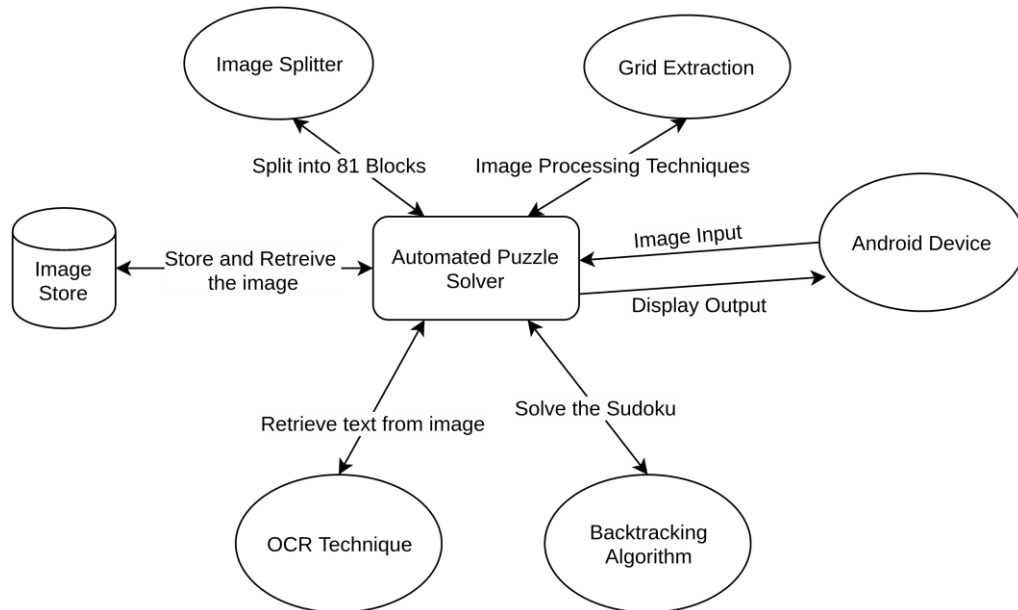 Image Splitter
Grid Extraction
Split into 81 Blocks
Image Processing Techniques
Image
Store
Store and Retreive
the image
Automated Puzzle
Solver
Image Input
Display Output
Android Device
Retrieve text from image
Solve the Sudoku
OCR Technique
Backtracking
Algorithm